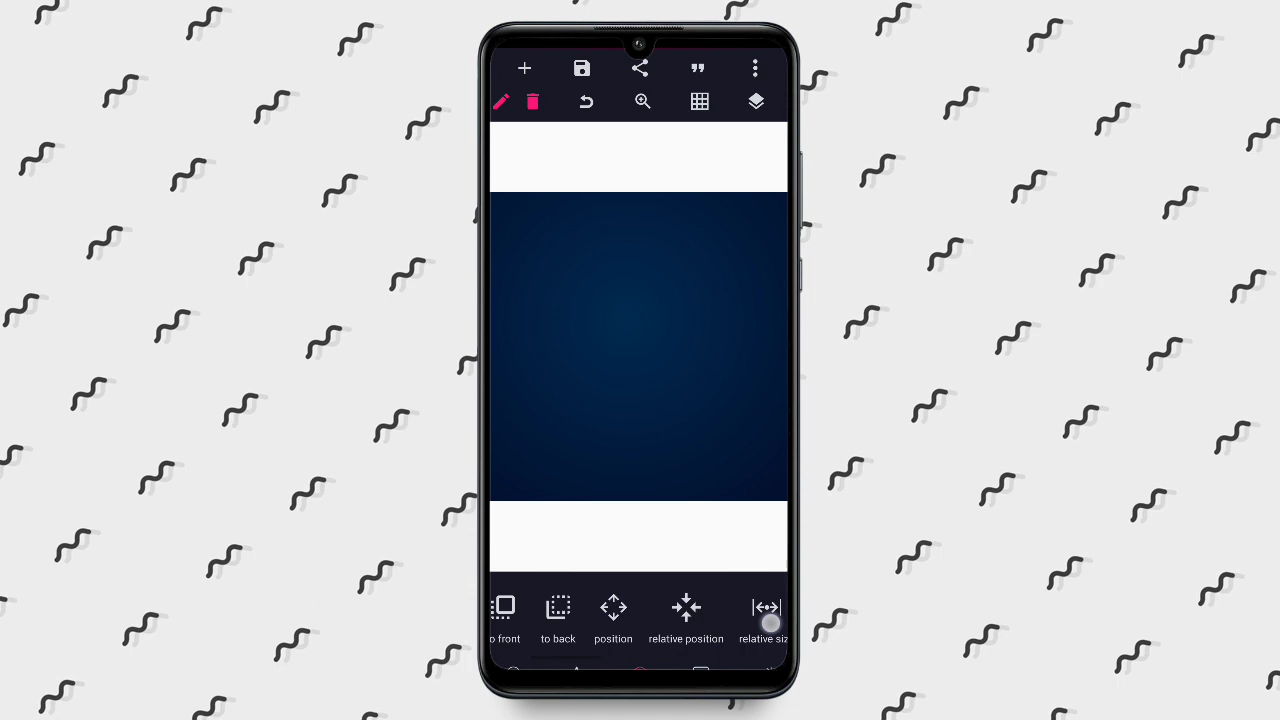 o front
to back
position
relative position
relative siz